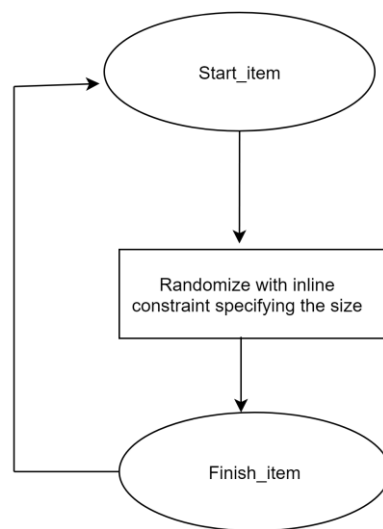 Start_item
Randomize with inline
constraint specifying the size
Finish_item